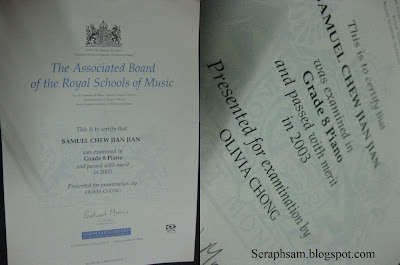 The Associated Board
of the Royal Schools of Music
This is to certify that
SAMUEL CHEW JIAN JIAN
was examined in
Grade 8 Piano
and passed with merit
in 2003
Presented for examination by
OLIVIA CHONG
This is to certify that
SAMUEL CHEW JIAN JIAN
was examined in
Grade 8 Piano
and passed with merit
in 2003
Presented for examination by
OLIVIA CHONG
Seraphsam.blogspot.com